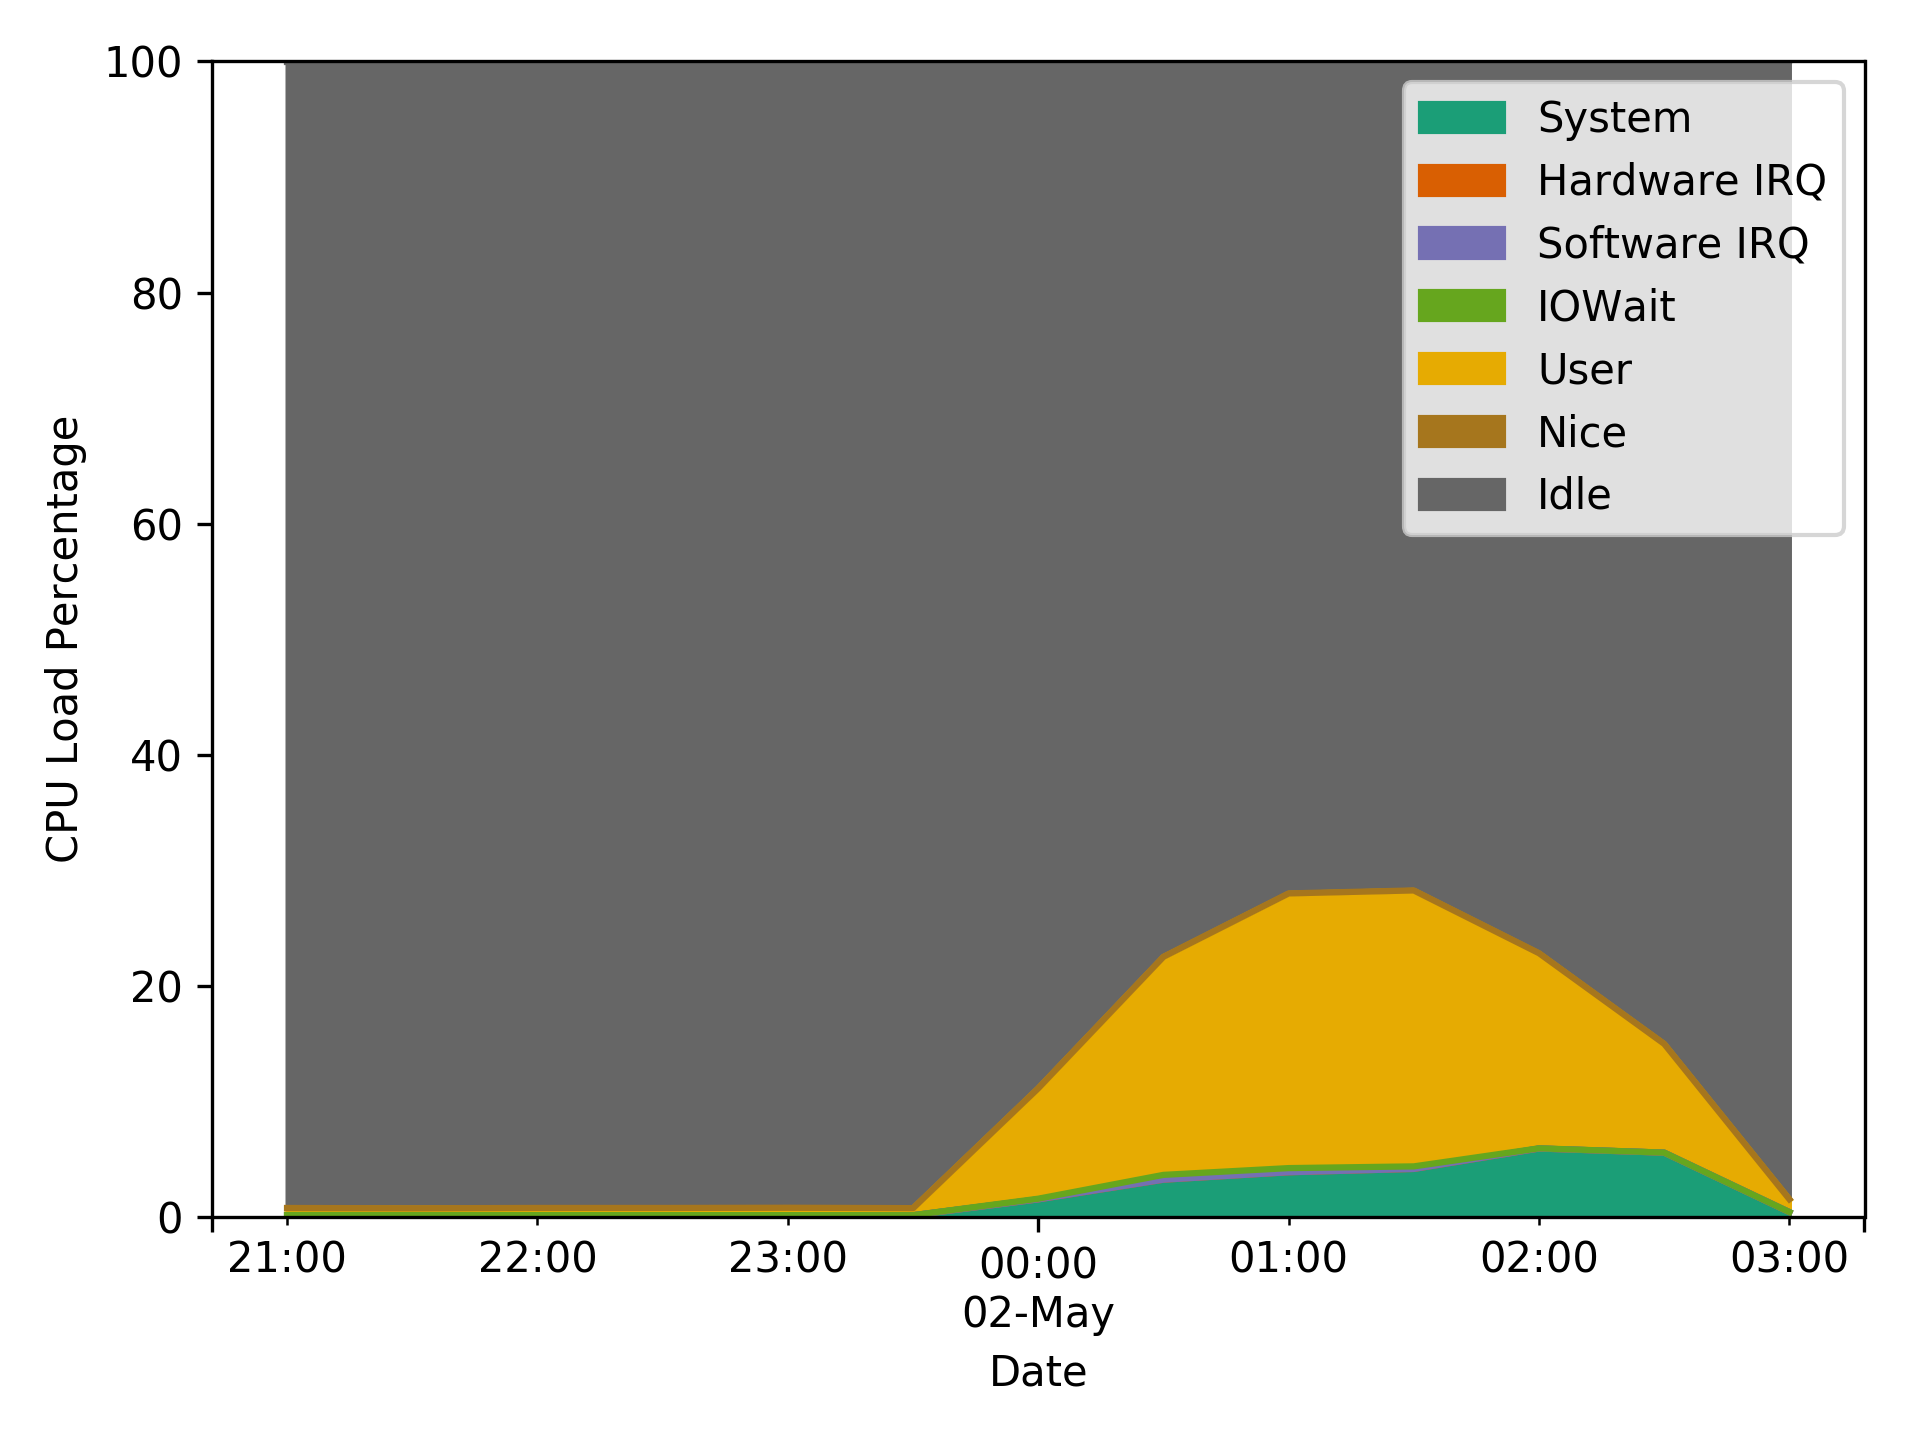 100
80
60
40
20
0
CPU Load Percentage
System
Hardware IRQ
Software IRQ
IOWait
User
Nice
Idle
21:00 22:00 23:00 00:00 01:00 02:00 03:00
02-May
Date